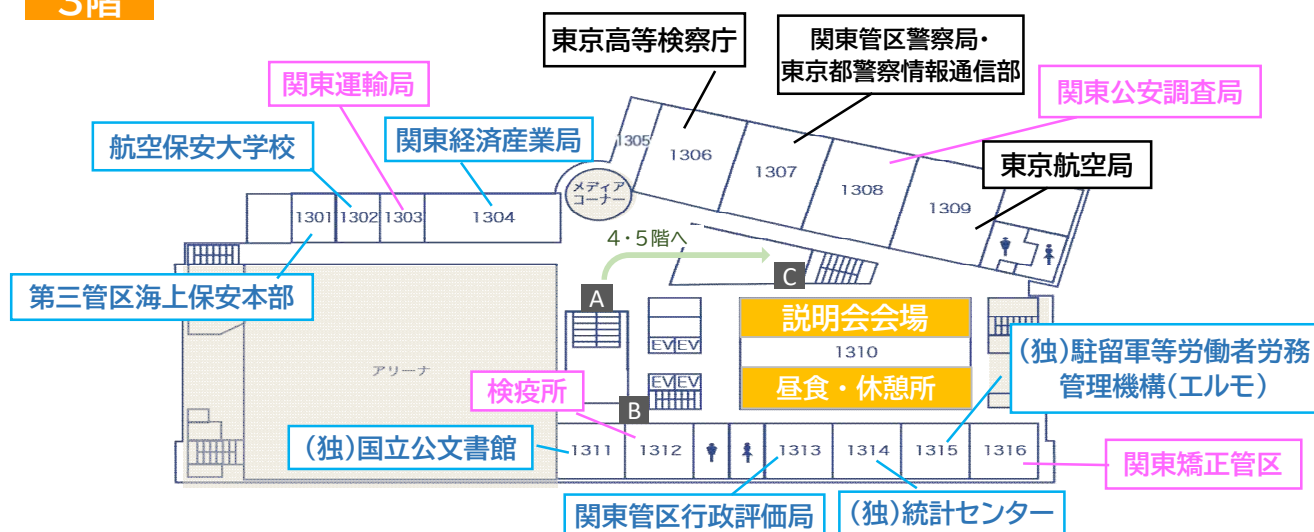 3階
東京高等検察庁
関東管区警察局・
東京都警察情報通信部
関東運輸局
関東公安調査局
航空保安大学校
関東経済産業局
東京航空局
1305
1306
1307
1308
1309
メディア
コーナー
1301
1302
1303
1304
4・5階へ
第三管区海上保安本部
A
C
説明会会場
EV
EV
1310
(独)駐留軍等労働者労務
管理機構(エルモ)
アリーナ
EV
EV
昼食・休憩所
検疫所
B
(独)国立公文書館
1311
1312
1313
1314
1315
1316
関東矯正管区
関東管区行政評価局
(独)統計センター